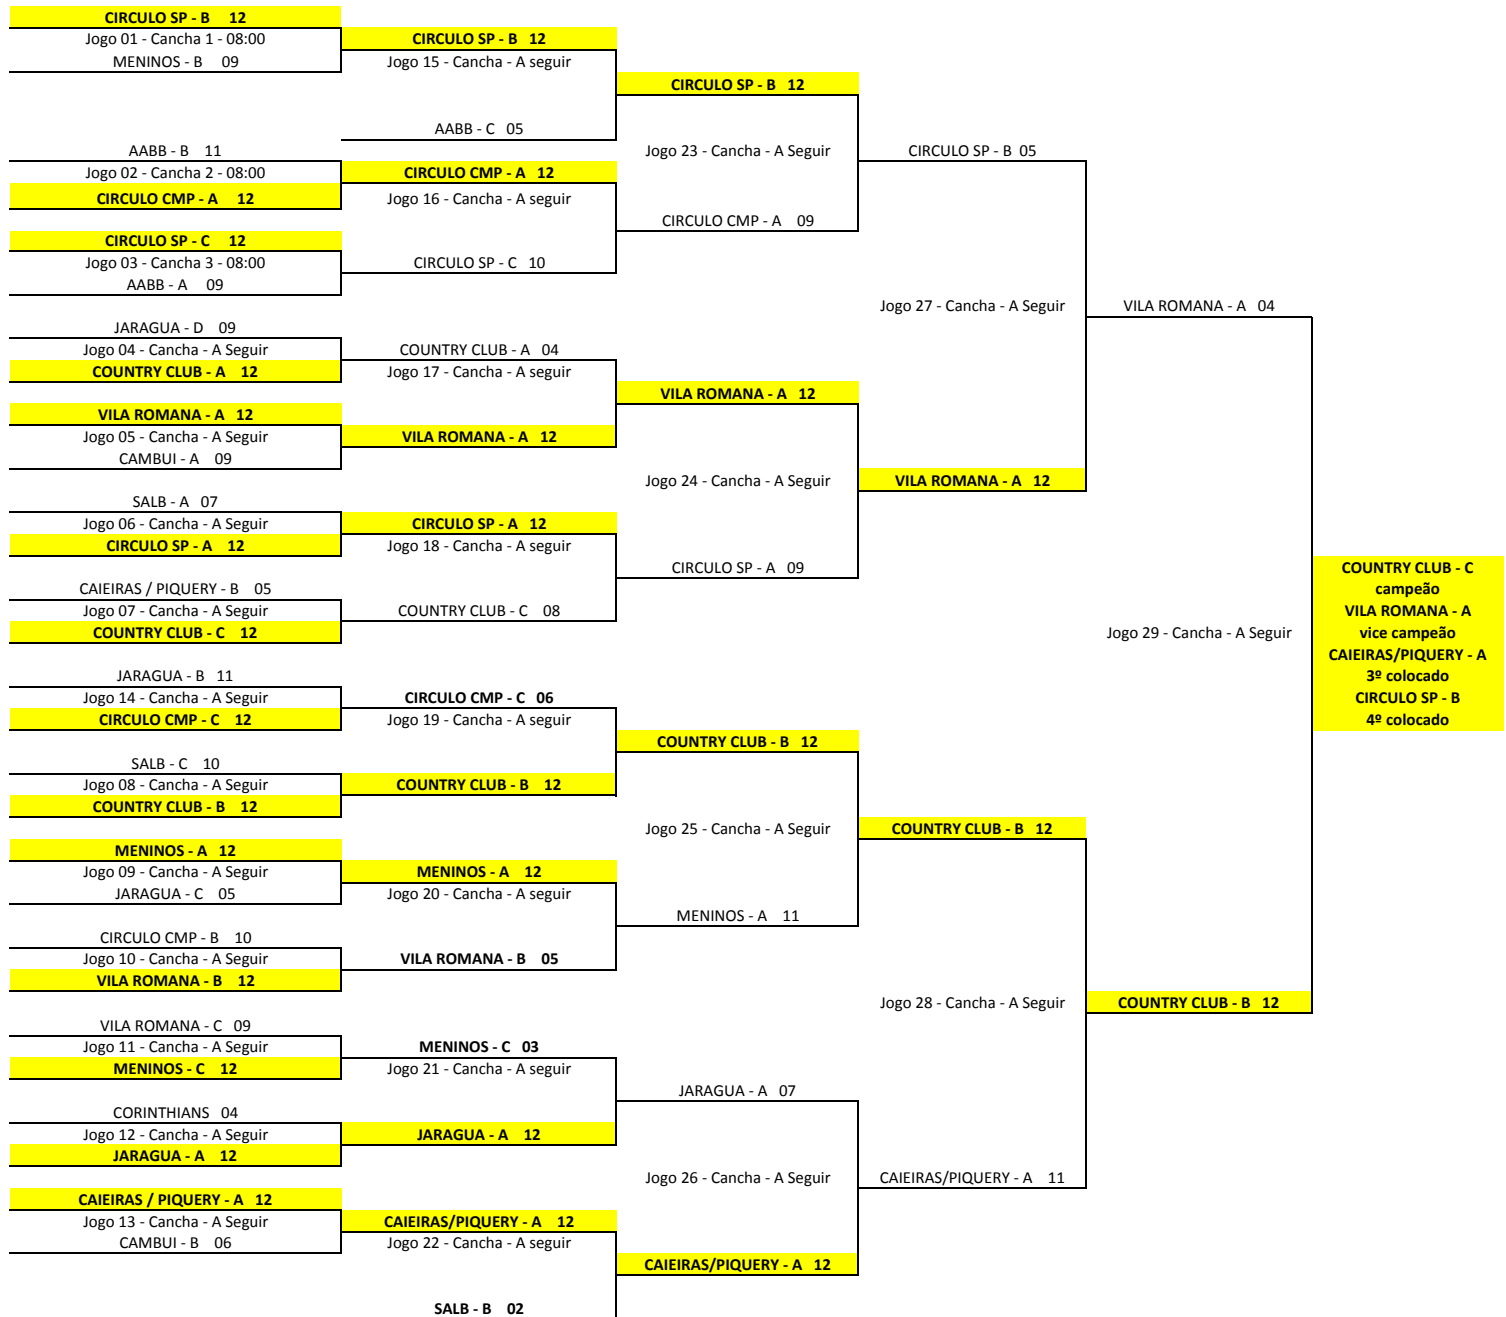 CIRCULO SP - B 12
Jogo 01 - Cancha 1 - 08:00
MENINOS - B 09
AABB - B 11
Jogo 02 - Cancha 2 - 08:00
CIRCULO CMP - A 12
CIRCULO SP - C 12
Jogo 03 - Cancha 3 - 08:00
AABB - A 09
JARAGUA - D 09
Jogo 04 - Cancha - A Seguir
COUNTRY CLUB - A 12
VILA ROMANA - A 12
Jogo 05 - Cancha - A Seguir
CAMBUI - A 09
SALB - A 07
Jogo 06 - Cancha - A Seguir
CIRCULO SP - A 12
CAIEIRAS / PIQUERY - B 05
Jogo 07 - Cancha - A Seguir
COUNTRY CLUB - C 12
JARAGUA - B 11
Jogo 14 - Cancha - A Seguir
CIRCULO CMP - C 12
SALB - C 10
Jogo 08 - Cancha - A Seguir
COUNTRY CLUB - B 12
MENINOS - A 12
Jogo 09 - Cancha - A Seguir
JARAGUA - C 05
CIRCULO CMP - B 10
Jogo 10 - Cancha - A Seguir
VILA ROMANA - B 12
VILA ROMANA - C 09
Jogo 11 - Cancha - A Seguir
MENINOS - C 12
CORINTHIANS 04
Jogo 12 - Cancha - A Seguir
JARAGUA - A 12
CAIEIRAS / PIQUERY - A 12
Jogo 13 - Cancha - A Seguir
CAMBUI - B 06
CIRCULO SP - B 12
Jogo 15 - Cancha - A seguir
AABB - C 05
CIRCULO CMP - A 12
Jogo 16 - Cancha - A seguir
CIRCULO SP - C 10
COUNTRY CLUB - A 04
Jogo 17 - Cancha - A seguir
VILA ROMANA - A 12
CIRCULO SP - A 12
Jogo 18 - Cancha - A seguir
COUNTRY CLUB - C 08
CIRCULO CMP - C 06
Jogo 19 - Cancha - A seguir
COUNTRY CLUB - B 12
MENINOS - A 12
Jogo 20 - Cancha - A seguir
VILA ROMANA - B 05
MENINOS - C 03
Jogo 21 - Cancha - A seguir
JARAGUA - A 12
CAIEIRAS/PIQUERY - A 12
Jogo 22 - Cancha - A seguir
SALB - B 02
CIRCULO SP - B 12
Jogo 23 - Cancha - A Seguir
CIRCULO CMP - A 09
VILA ROMANA - A 12
Jogo 24 - Cancha - A Seguir
CIRCULO SP - A 09
COUNTRY CLUB - B 12
Jogo 25 - Cancha - A Seguir
MENINOS - A 11
JARAGUA - A 07
Jogo 26 - Cancha - A Seguir
CAIEIRAS/PIQUERY - A 12
CIRCULO SP - B 05
Jogo 27 - Cancha - A Seguir
VILA ROMANA - A 12
COUNTRY CLUB - B 12
Jogo 28 - Cancha - A Seguir
CAIEIRAS/PIQUERY - A 11
VILA ROMANA - A 04
Jogo 29 - Cancha - A Seguir
COUNTRY CLUB - B 12
COUNTRY CLUB - C
campeão
VILA ROMANA - A
vice campeão
CAIEIRAS/PIQUERY - A
3º colocado
CIRCULO SP - B
4º colocado